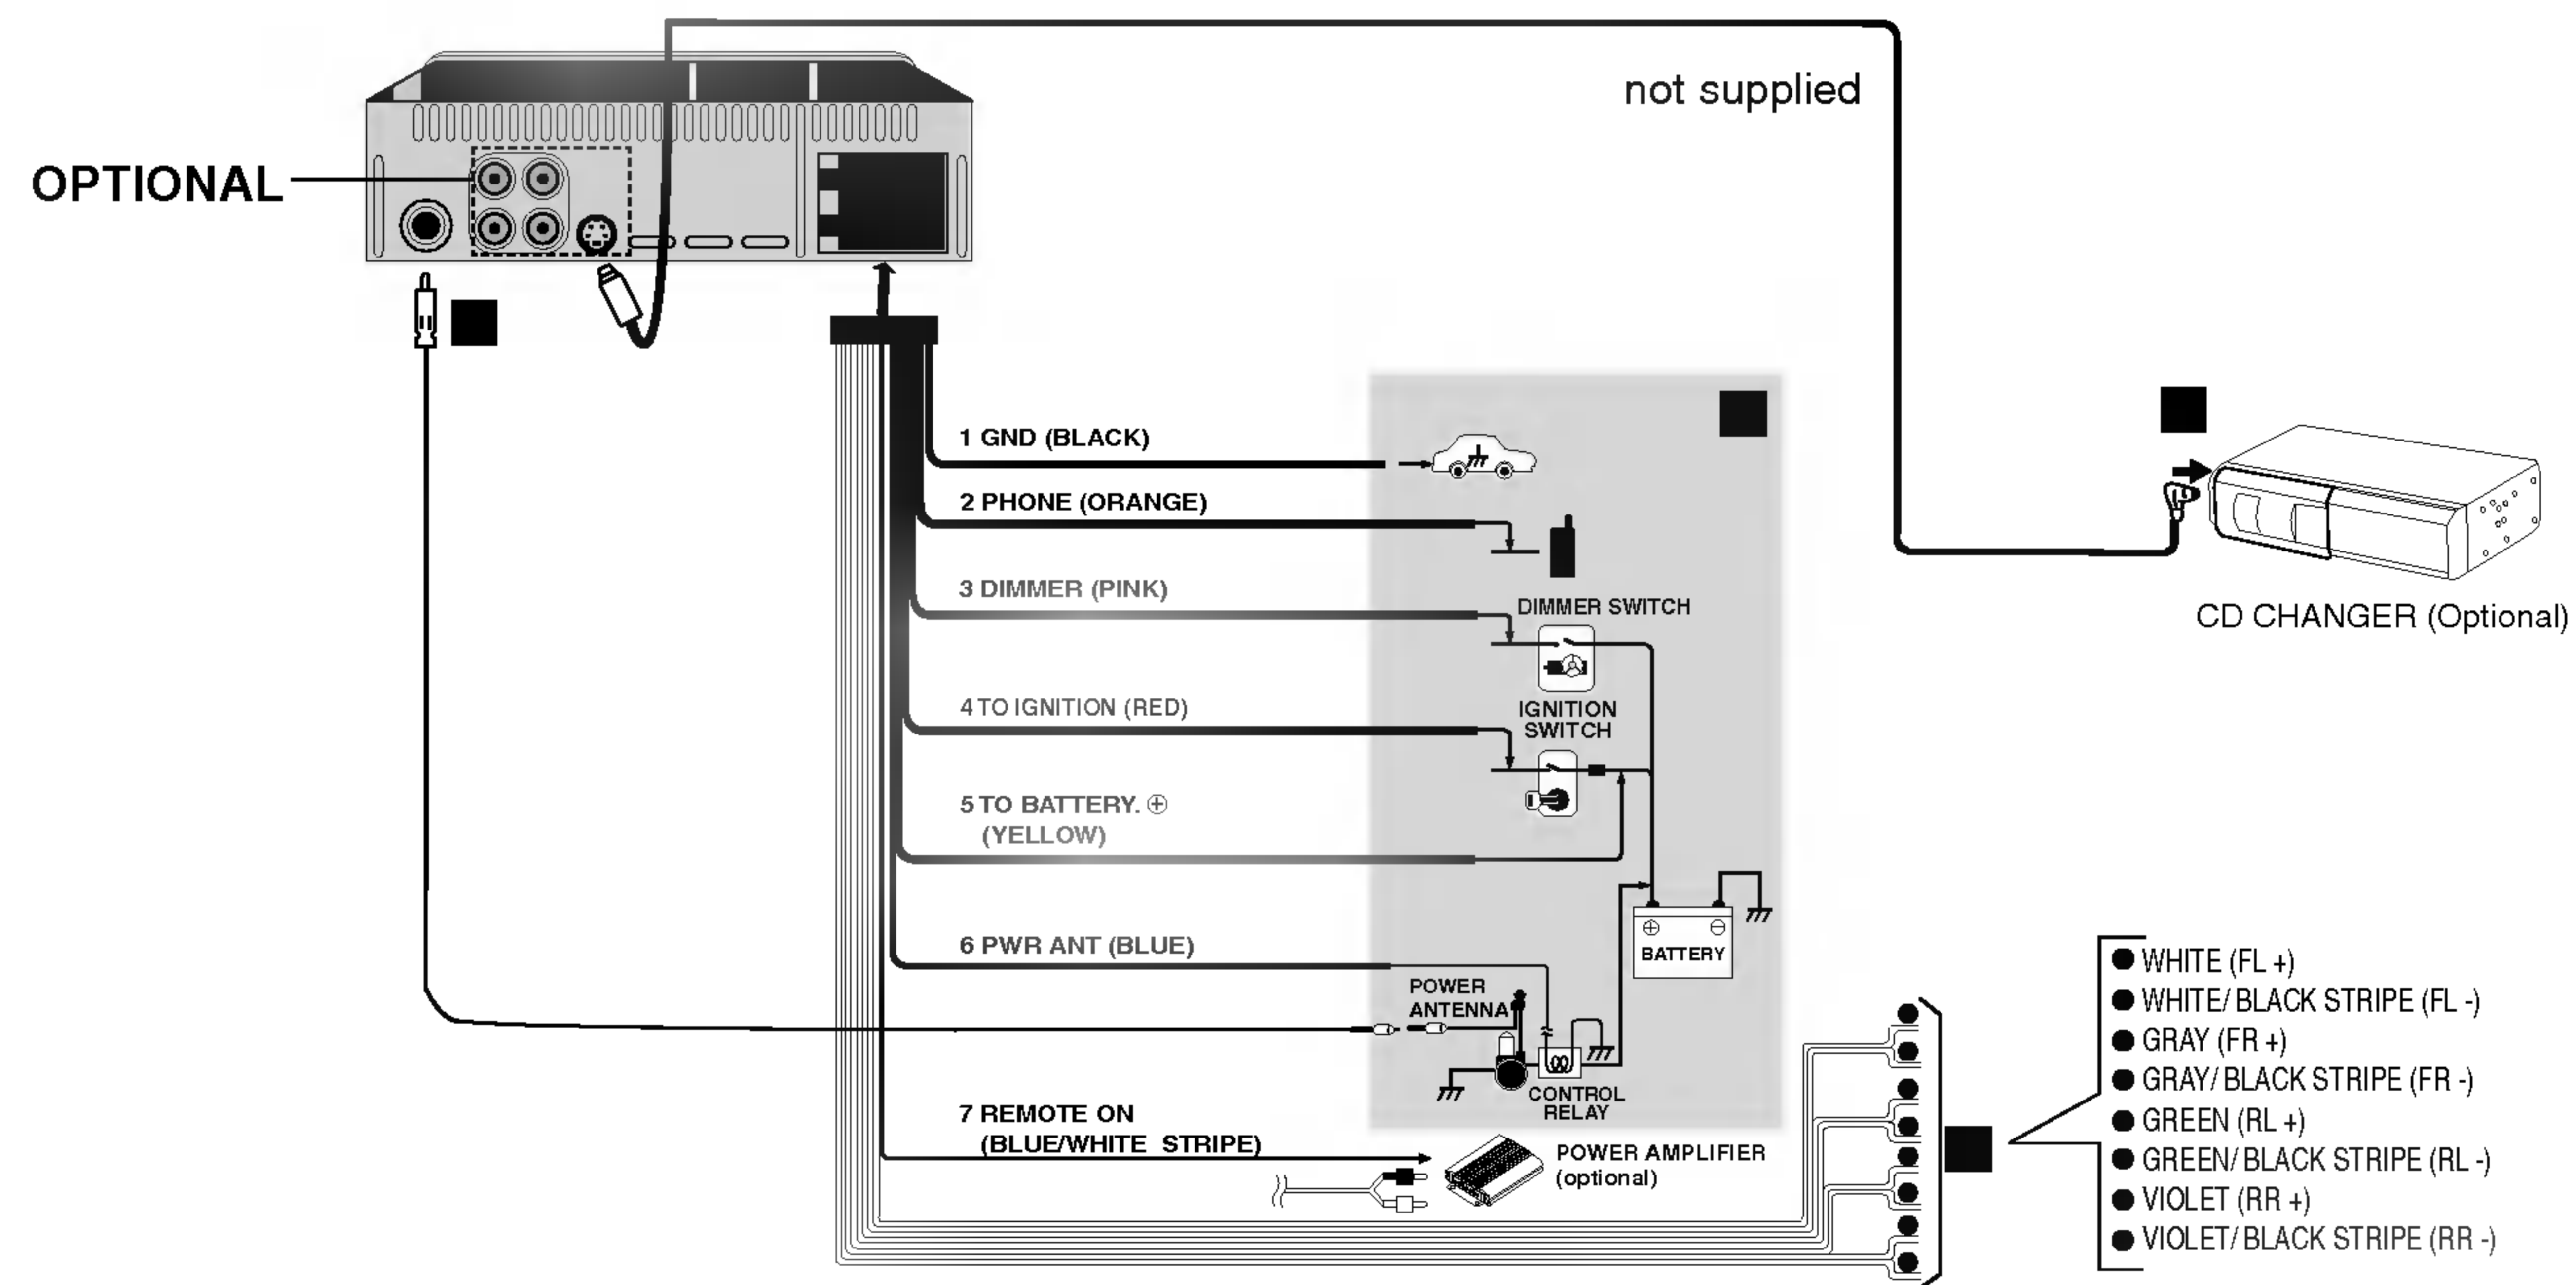 not supplied
OPTIONAL
1 GND (BLACK)
2 PHONE (ORANGE)
3 DIMMER (PINK)
DIMMER SWITCH
CD CHANGER (Optional)
4 TO IGNITION (RED)
IGNITION
SWITCH
5 TO BATTERY. ⊕
(YELLOW)
⊕ ⊖
BATTERY
6 PWR ANT (BLUE)
POWER
ANTENNA
CONTROL
RELAY
7 REMOTE ON
(BLUE/WHITE STRIPE)
POWER AMPLIFIER
(optional)
● WHITE (FL +)
● WHITE/ BLACK STRIPE (FL -)
● GRAY (FR +)
● GRAY/ BLACK STRIPE (FR -)
● GREEN (RL +)
● GREEN/ BLACK STRIPE (RL -)
● VIOLET (RR +)
● VIOLET/ BLACK STRIPE (RR -)